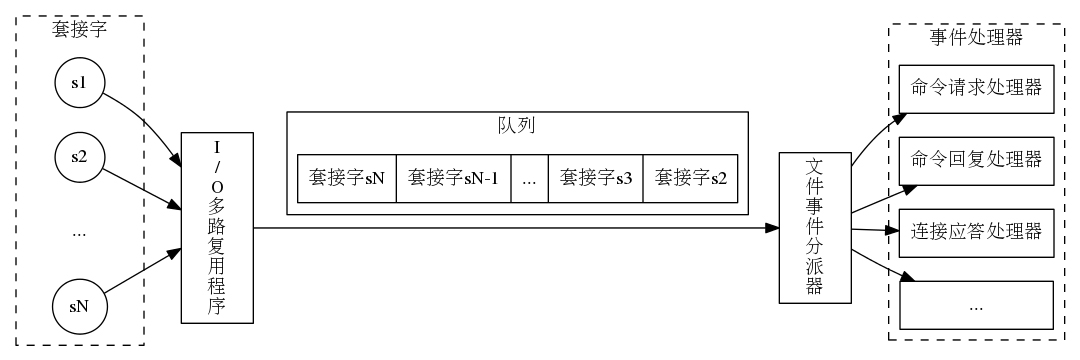 套接字
s1
s2
...
sN
I/O多路复用程序
队列
套接字sN
套接字sN-1
...
套接字s3
套接字s2
文件事件分派器
事件处理器
命令请求处理器
命令回复处理器
连接应答处理器
...